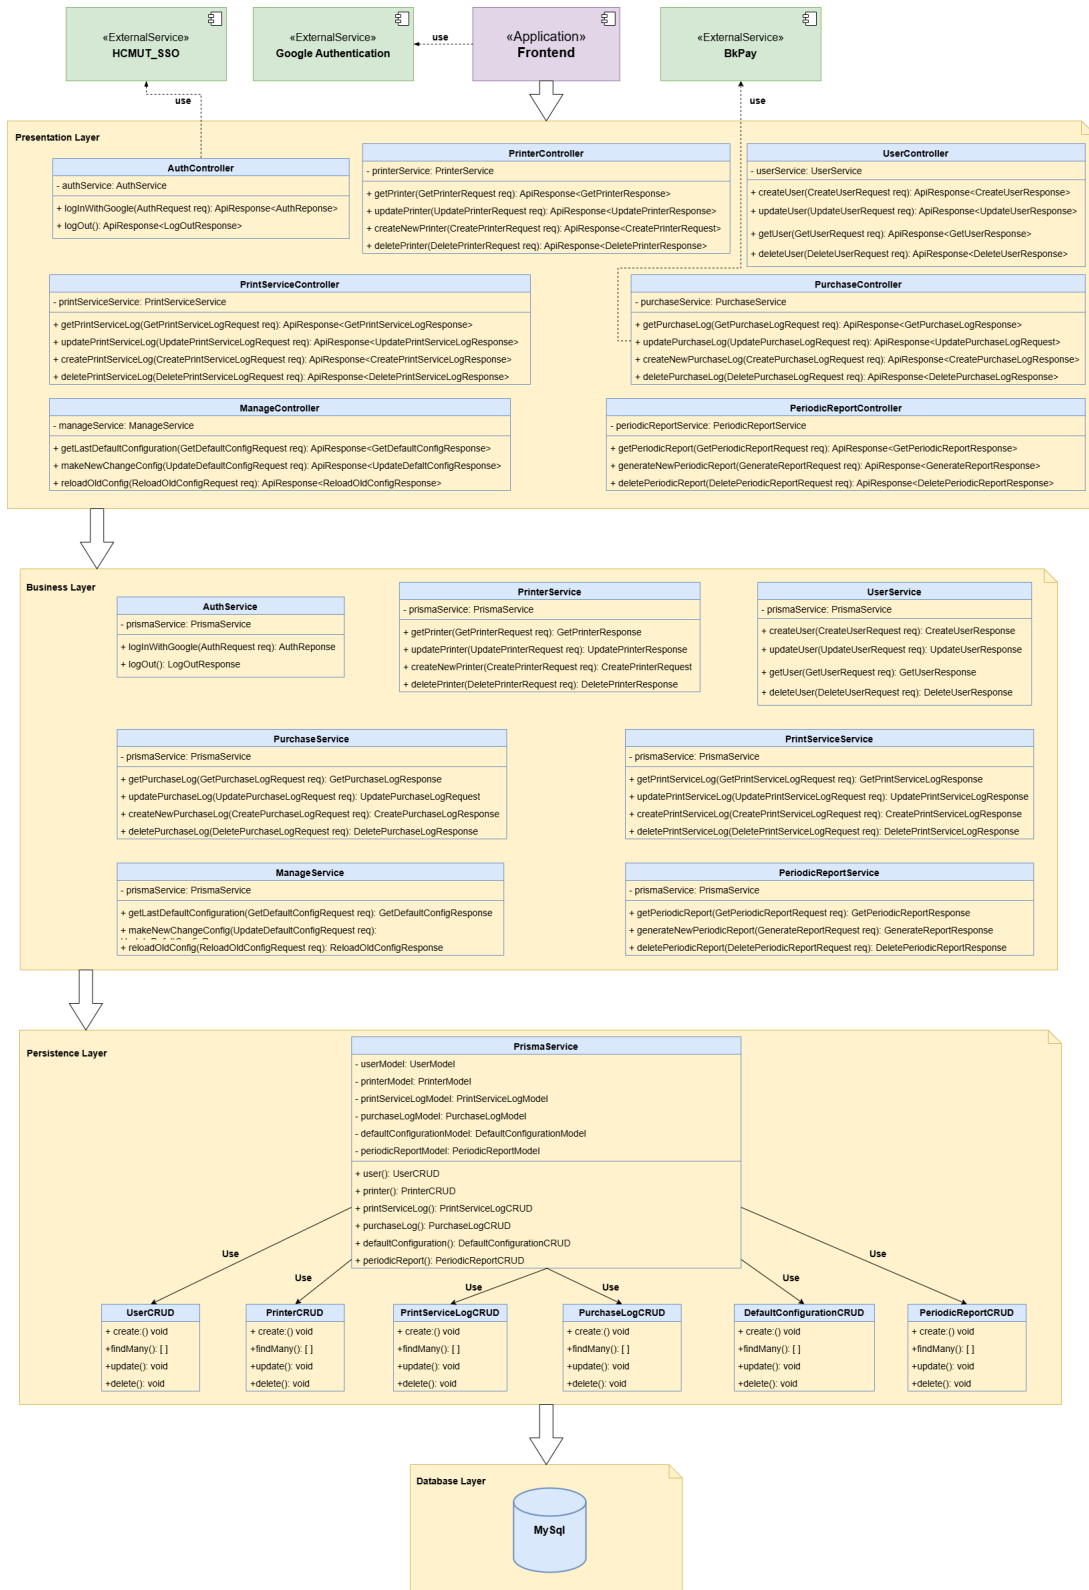 «ExternalService»
HCMUT_SSO
«ExternalService»
Google Authentication
use
«Application»
Frontend
«ExternalService»
BkPay
use
use
Presentation Layer
AuthController
- authService: AuthService
+ logInWithGoogle(AuthRequest req): ApiResponse<AuthReponse>
+ logOut(): ApiResponse<LogOutResponse>
PrinterController
- printerService: PrinterService
+ getPrinter(GetPrinterRequest req): ApiResponse<GetPrinterResponse>
+ updatePrinter(UpdatePrinterRequest req): ApiResponse<UpdatePrinterResponse>
+ createNewPrinter(CreatePrinterRequest req): ApiResponse<CreatePrinterRequest>
+ deletePrinter(DeletePrinterRequest req): ApiResponse<DeletePrinterResponse>
UserController
- userService: UserService
+ createUser(CreateUserRequest req): ApiResponse<CreateUserResponse>
+ updateUser(UpdateUserRequest req): ApiResponse<UpdateUserResponse>
+ getUser(GetUserRequest req): ApiResponse<GetUserResponse>
+ deleteUser(DeleteUserRequest req): ApiResponse<DeleteUserResponse>
PrintServiceController
- printServiceService: PrintServiceService
+ getPrintServiceLog(GetPrintServiceLogRequest req): ApiResponse<GetPrintServiceLogResponse>
+ updatePrintServiceLog(UpdatePrintServiceLogRequest req): ApiResponse<UpdatePrintServiceLogResponse>
+ createPrintServiceLog(CreatePrintServiceLogRequest req): ApiResponse<CreatePrintServiceLogResponse>
+ deletePrintServiceLog(DeletePrintServiceLogRequest req): ApiResponse<DeletePrintServiceLogResponse>
PurchaseController
- purchaseService: PurchaseService
+ getPurchaseLog(GetPurchaseLogRequest req): ApiResponse<GetPurchaseLogResponse>
+ updatePurchaseLog(UpdatePurchaseLogRequest req): ApiResponse<UpdatePurchaseLogRequest>
+ createNewPurchaseLog(CreatePurchaseLogRequest req): ApiResponse<CreatePurchaseLogResponse>
+ deletePurchaseLog(DeletePurchaseLogRequest req): ApiResponse<DeletePurchaseLogResponse>
ManageController
- manageService: ManageService
+ getLastDefaultConfiguration(GetDefaultConfigRequest req): ApiResponse<GetDefaultConfigResponse>
+ makeNewChangeConfig(UpdateDefaultConfigRequest req): ApiResponse<UpdateDefaltConfigResponse>
+ reloadOldConfig(ReloadOldConfigRequest req): ApiResponse<ReloadOldConfigResponse>
PeriodicReportController
- periodicReportService: PeriodicReportService
+ getPeriodicReport(GetPeriodicReportRequest req): ApiResponse<GetPeriodicReportResponse>
+ generateNewPeriodicReport(GenerateReportRequest req): ApiResponse<GenerateReportResponse>
+ deletePeriodicReport(DeletePeriodicReportRequest req): ApiResponse<DeletePeriodicReportResponse>
Business Layer
AuthService
- prismaService: PrismaService
+ logInWithGoogle(AuthRequest req): AuthReponse
+ logOut(): LogOutResponse
PrinterService
- prismaService: PrismaService
+ getPrinter(GetPrinterRequest req): GetPrinterResponse
+ updatePrinter(UpdatePrinterRequest req): UpdatePrinterResponse
+ createNewPrinter(CreatePrinterRequest req): CreatePrinterRequest
+ deletePrinter(DeletePrinterRequest req): DeletePrinterResponse
UserService
- prismaService: PrismaService
+ createUser(CreateUserRequest req): CreateUserResponse
+ updateUser(UpdateUserRequest req): UpdateUserResponse
+ getUser(GetUserRequest req): GetUserResponse
+ deleteUser(DeleteUserRequest req): DeleteUserResponse
PurchaseService
- prismaService: PrismaService
+ getPurchaseLog(GetPurchaseLogRequest req): GetPurchaseLogResponse
+ updatePurchaseLog(UpdatePurchaseLogRequest req): UpdatePurchaseLogRequest
+ createNewPurchaseLog(CreatePurchaseLogRequest req): CreatePurchaseLogResponse
+ deletePurchaseLog(DeletePurchaseLogRequest req): DeletePurchaseLogResponse
PrintServiceService
- prismaService: PrismaService
+ getPrintServiceLog(GetPrintServiceLogRequest req): GetPrintServiceLogResponse
+ updatePrintServiceLog(UpdatePrintServiceLogRequest req): UpdatePrintServiceLogResponse
+ createPrintServiceLog(CreatePrintServiceLogRequest req): CreatePrintServiceLogResponse
+ deletePrintServiceLog(DeletePrintServiceLogRequest req): DeletePrintServiceLogResponse
ManageService
- prismaService: PrismaService
+ getLastDefaultConfiguration(GetDefaultConfigRequest req): GetDefaultConfigResponse
+ makeNewChangeConfig(UpdateDefaultConfigRequest req):
+ reloadOldConfig(ReloadOldConfigRequest req): ReloadOldConfigResponse
PeriodicReportService
- prismaService: PrismaService
+ getPeriodicReport(GetPeriodicReportRequest req): GetPeriodicReportResponse
+ generateNewPeriodicReport(GenerateReportRequest req): GenerateReportResponse
+ deletePeriodicReport(DeletePeriodicReportRequest req): DeletePeriodicReportResponse
Persistence Layer
PrismaService
- userModel: UserModel
- printerModel: PrinterModel
- printServiceLogModel: PrintServiceLogModel
- purchaseLogModel: PurchaseLogModel
- defaultConfigurationModel: DefaultConfigurationModel
- periodicReportModel: PeriodicReportModel
+ user(): UserCRUD
+ printer(): PrinterCRUD
+ printServiceLog(): PrintServiceLogCRUD
+ purchaseLog(): PurchaseLogCRUD
+ defaultConfiguration(): DefaultConfigurationCRUD
+ periodicReport(): PeriodicReportCRUD
Use
Use
Use
Use
Use
Use
UserCRUD
+ create:() void
+findMany(): [ ]
+update(): void
+delete(): void
PrinterCRUD
+ create:() void
+findMany(): [ ]
+update(): void
+delete(): void
PrintServiceLogCRUD
+ create:() void
+findMany(): [ ]
+update(): void
+delete(): void
PurchaseLogCRUD
+ create:() void
+findMany(): [ ]
+update(): void
+delete(): void
DefaultConfigurationCRUD
+ create:() void
+findMany(): [ ]
+update(): void
+delete(): void
PeriodicReportCRUD
+ create:() void
+findMany(): [ ]
+update(): void
+delete(): void
Database Layer
MySql